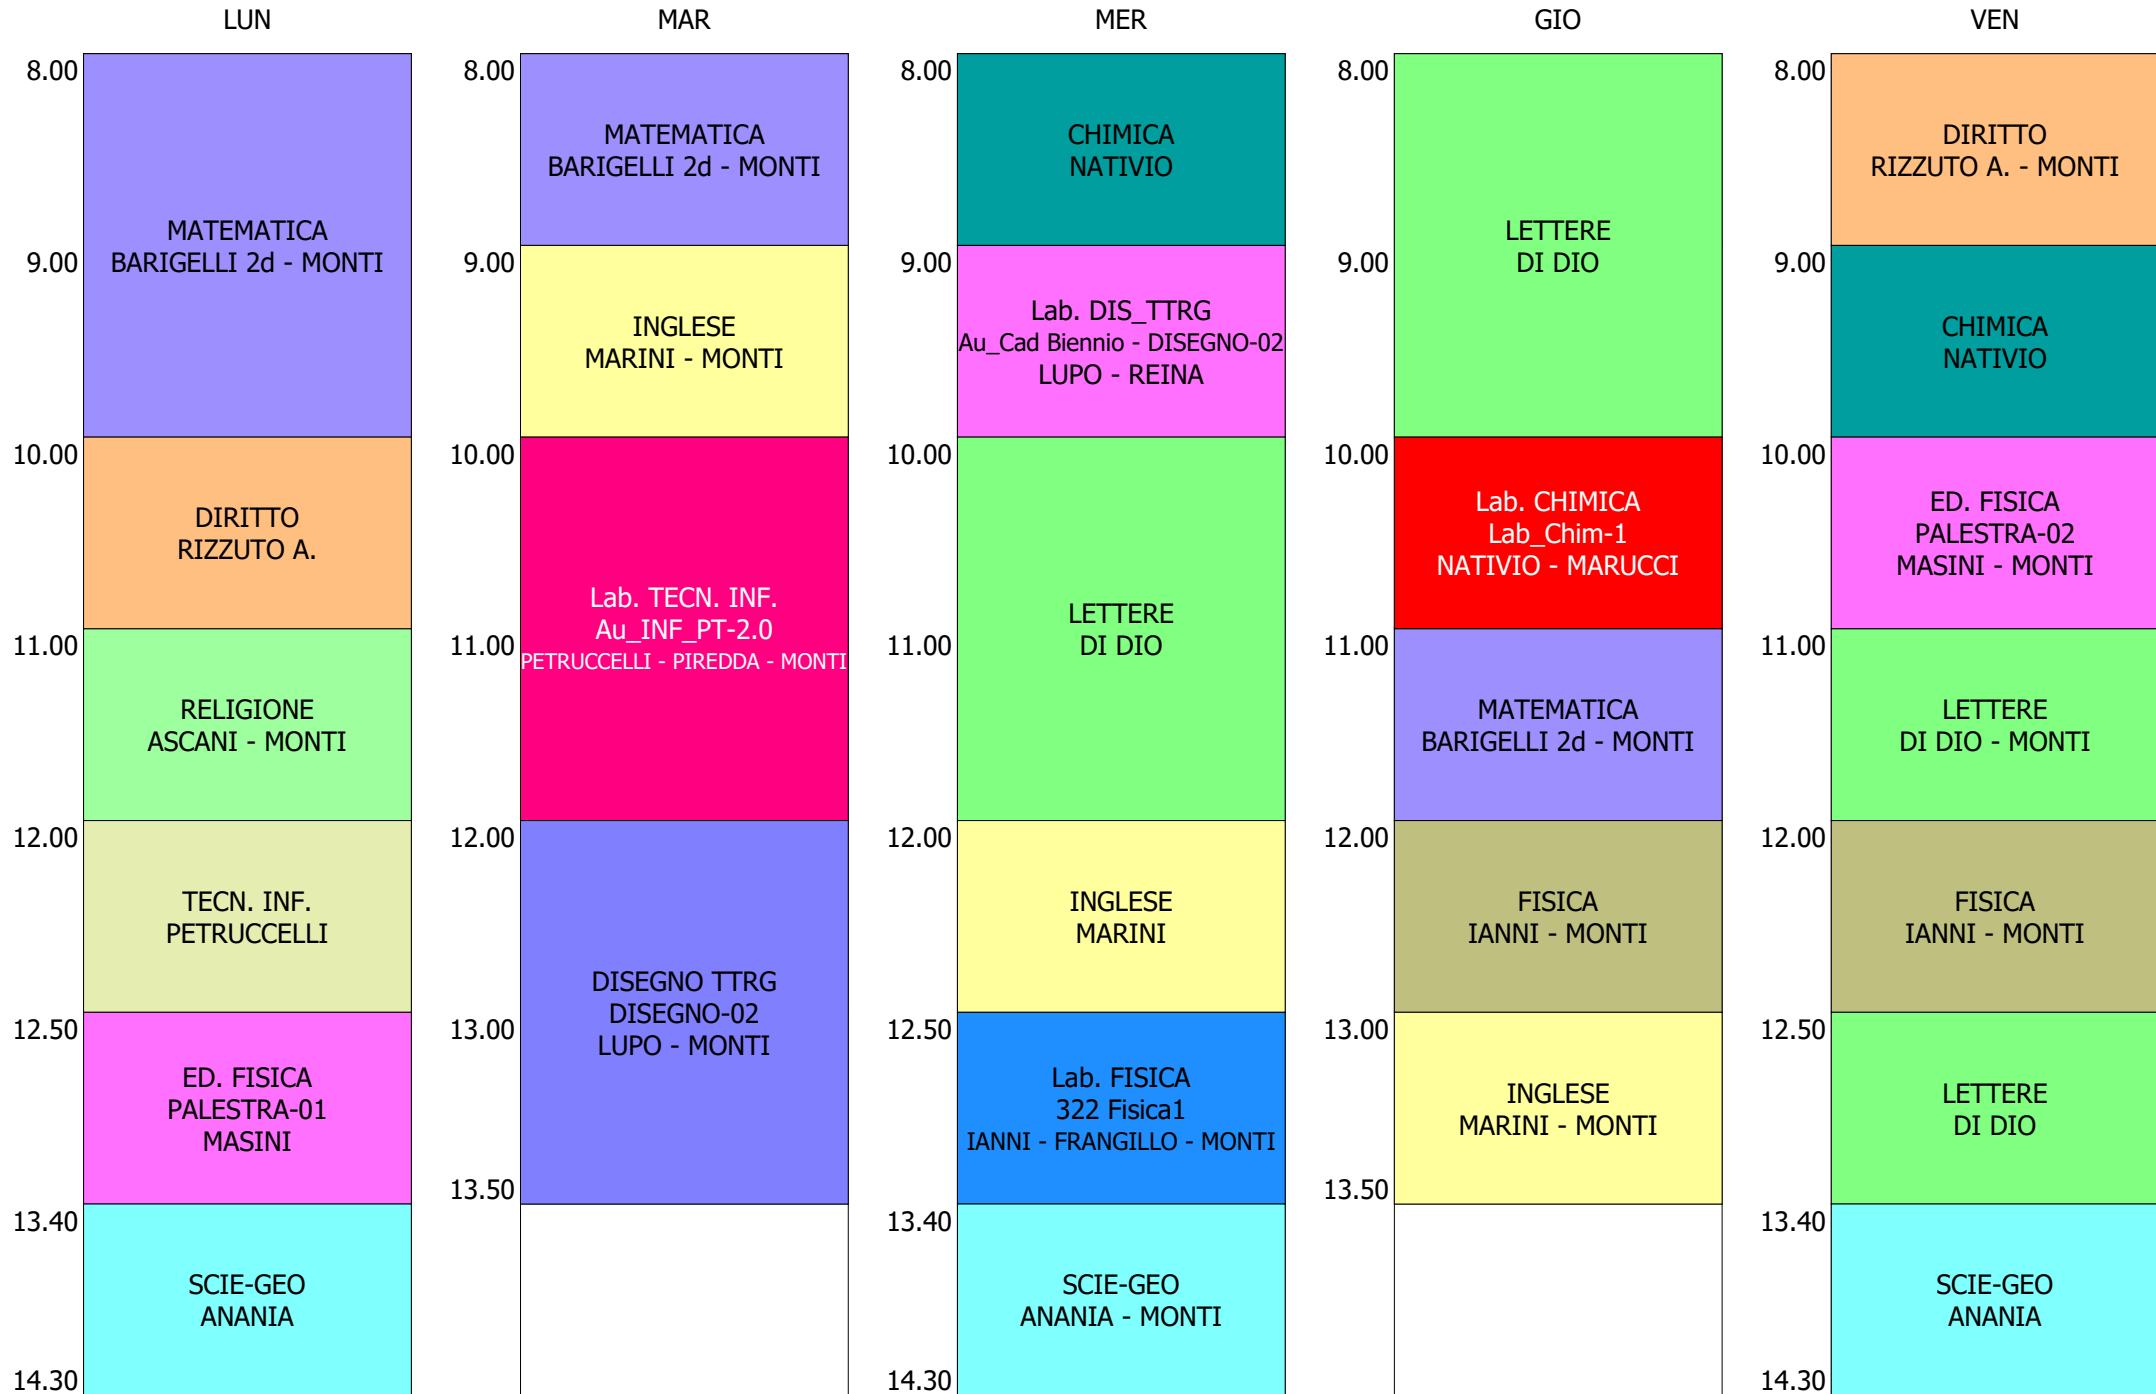 LUN
8.00
MATEMATICA
BARIGELLI 2d - MONTI
9.00
10.00
DIRITTO
RIZZUTO A.
11.00
RELIGIONE
ASCANI - MONTI
12.00
TECN. INF.
PETRUCCELLI
12.50
ED. FISICA
PALESTRA-01
MASINI
13.40
SCIE-GEO
ANANIA
14.30
MAR
8.00
MATEMATICA
BARIGELLI 2d - MONTI
9.00
INGLESE
MARINI - MONTI
10.00
Lab. TECN. INF.
Au_INF_PT-2.0
11.00
PETRUCCELLI - PIREDDA - MONTI
12.00
DISEGNO TTRG
DISEGNO-02
13.00
LUPO - MONTI
13.50
MER
8.00
CHIMICA
NATIVIO
9.00
Lab. DIS_TTRG
Au_Cad Biennio - DISEGNO-02
LUPO - REINA
10.00
LETTERE
DI DIO
11.00
12.00
INGLESE
MARINI
12.50
Lab. FISICA
322 Fisica1
IANNI - FRANGILLO - MONTI
13.40
SCIE-GEO
ANANIA - MONTI
14.30
GIO
8.00
LETTERE
DI DIO
9.00
10.00
Lab. CHIMICA
Lab_Chim-1
NATIVIO - MARUCCI
11.00
MATEMATICA
BARIGELLI 2d - MONTI
12.00
FISICA
IANNI - MONTI
13.00
INGLESE
MARINI - MONTI
13.50
VEN
8.00
DIRITTO
RIZZUTO A. - MONTI
9.00
CHIMICA
NATIVIO
10.00
ED. FISICA
PALESTRA-02
MASINI - MONTI
11.00
LETTERE
DI DIO - MONTI
12.00
FISICA
IANNI - MONTI
12.50
LETTERE
DI DIO
13.40
SCIE-GEO
ANANIA
14.30